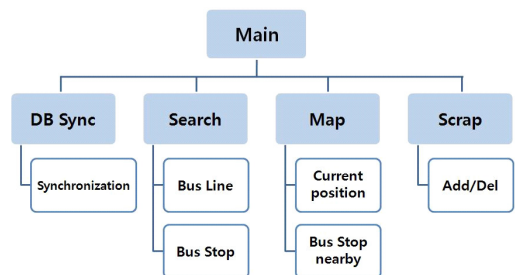 Main
DB Sync
Search
Map
Scrap
Synchronization
Bus Line
Current
position
Add/Del
Bus Stop
Bus Stop
nearby